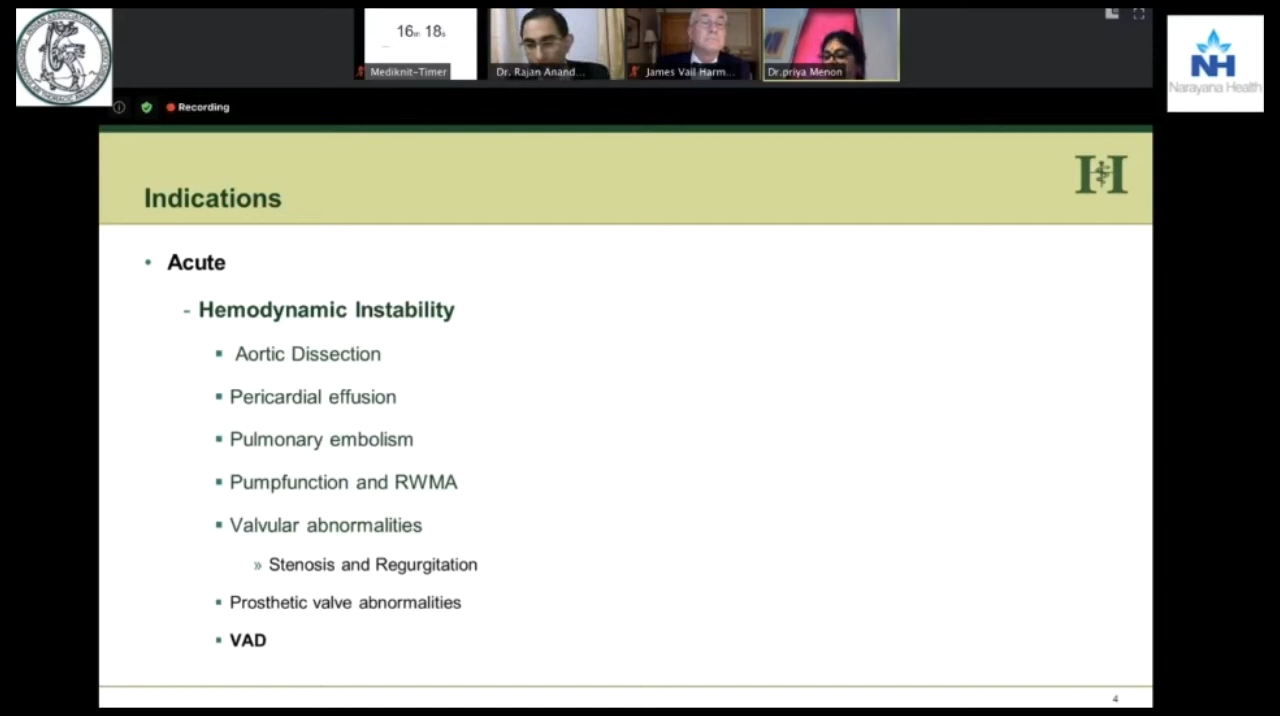 16m 18s
Mediknit-Timer
Dr. Rajan Anand...
James Vail Harm...
Dr.priya Menon
NH
Narayana Health
Recording
H
Indications
• Acute
- Hemodynamic Instability
▪ Aortic Dissection
▪ Pericardial effusion
▪ Pulmonary embolism
▪ Pumpfunction and RWMA
▪ Valvular abnormalities
» Stenosis and Regurgitation
▪ Prosthetic valve abnormalities
▪ VAD
4